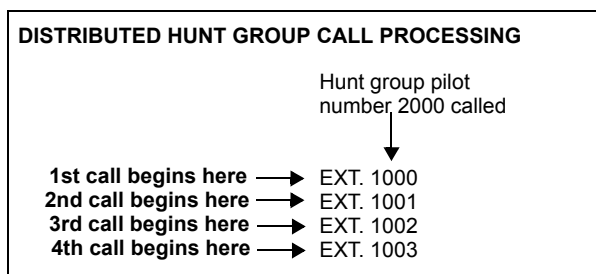 DISTRIBUTED HUNT GROUP CALL PROCESSING
Hunt group pilot
number 2000 called
1st call begins here EXT. 1000
2nd call begins here EXT. 1001
3rd call begins here EXT. 1002
4th call begins here EXT. 1003